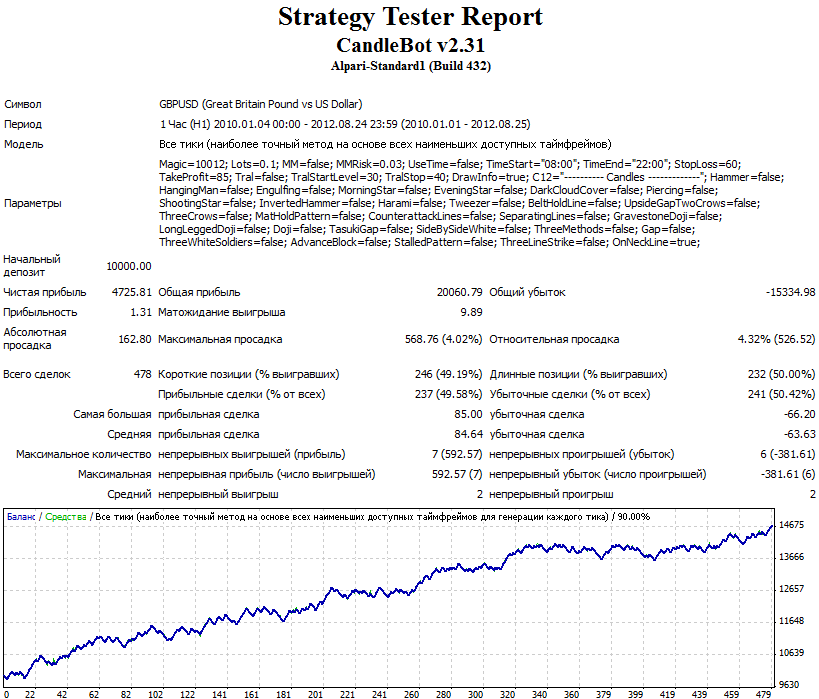 Strategy Tester Report
CandleBot v2.31
Alpari-Standard1 (Build 432)
Символ GBPUSD (Great Britain Pound vs US Dollar)
Период 1 Час (H1) 2010.01.04 00:00 - 2012.08.24 23:59 (2010.01.01 - 2012.08.25)
Модель Все тики (наиболее точный метод на основе всех наименьших доступных таймфреймов)
Параметры Magic=10012; Lots=0.1; MM=false; MMRisk=0.03; UseTime=false; TimeStart="08:00"; TimeEnd="22:00"; StopLoss=60;
TakeProfit=85; Tral=false; TralStartLevel=30; TralStop=40; DrawInfo=true; C12="---------- Candles -------------"; Hammer=false;
HangingMan=false; Engulfing=false; MorningStar=false; EveningStar=false; DarkCloudCover=false; Piercing=false;
ShootingStar=false; InvertedHammer=false; Harami=false; Tweezer=false; BeltHoldLine=false; UpsideGapTwoCrows=false;
ThreeCrows=false; MatHoldPattern=false; CounterattackLines=false; SeparatingLines=false; GravestoneDoji=false;
LongLeggedDoji=false; Doji=false; TasukiGap=false; SideBySideWhite=false; ThreeMethods=false; Gap=false;
ThreeWhiteSoldiers=false; AdvanceBlock=false; StalledPattern=false; ThreeLineStrike=false; OnNeckLine=true;
Начальный
депозит 10000.00
Чистая прибыль 4725.81 Общая прибыль 20060.79 Общий убыток -15334.98
Прибыльность 1.31 Матожидание выигрыша 9.89
Абсолютная
просадка 162.80 Максимальная просадка 568.76 (4.02%) Относительная просадка 4.32% (526.52)
Всего сделок 478 Короткие позиции (% выигравших) 246 (49.19%) Длинные позиции (% выигравших) 232 (50.00%)
Прибыльные сделки (% от всех) 237 (49.58%) Убыточные сделки (% от всех) 241 (50.42%)
Самая большая прибыльная сделка 85.00 убыточная сделка -66.20
Средняя прибыльная сделка 84.64 убыточная сделка -63.63
Максимальное количество непрерывных выигрышей (прибыль) 7 (592.57) непрерывных проигрышей (убыток) 6 (-381.61)
Максимальная непрерывная прибыль (число выигрышей) 592.57 (7) непрерывный убыток (число проигрышей) -381.61 (6)
Средний непрерывный выигрыш 2 непрерывный проигрыш 2
Баланс / Средства / Все тики (наиболее точный метод на основе всех наименьших доступных таймфреймов для генерации каждого тика) / 90.00%
14675
13666
12657
11648
10639
9630
0 22 42 62 82 102 122 141 161 181 201 221 241 260 280 300 320 340 360 379 399 419 439 459 479